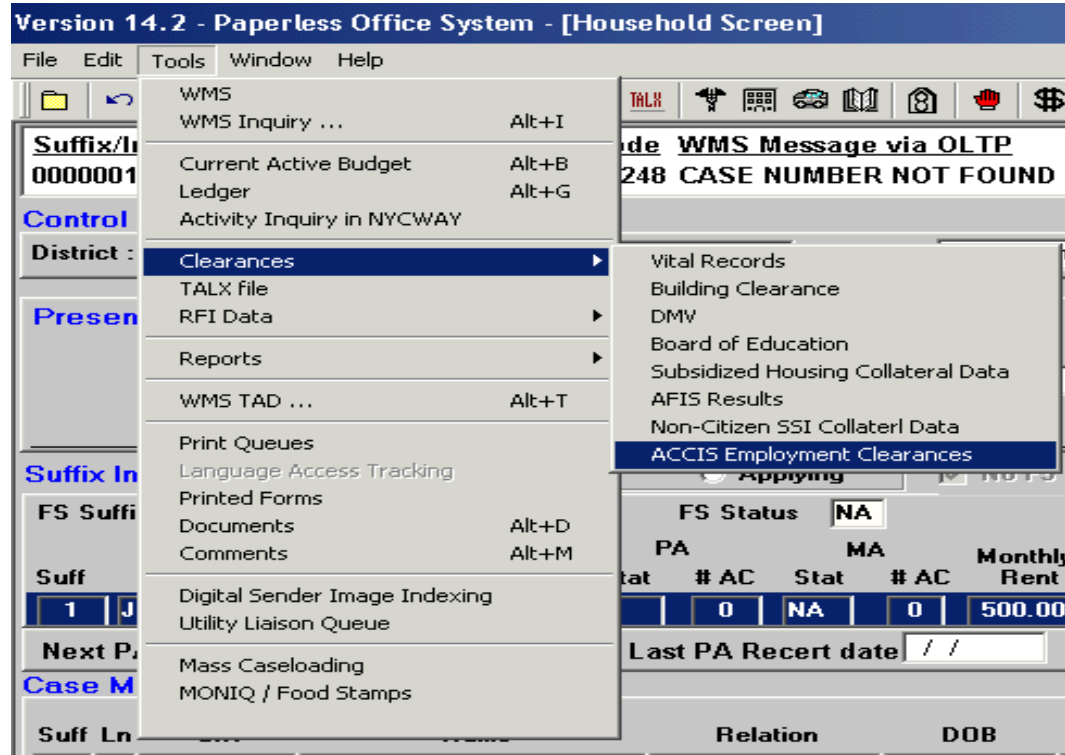 Version 14.2 - Paperless Office System - [Household Screen]
File Edit Tools Window Help
TALX
8
$
WMS
WMS Inquiry ... Alt+I
Current Active Budget Alt+B
Ledger Alt+G
Activity Inquiry in NYCWAY
Clearances
TALX file
RFI Data
Reports
WMS TAD ... Alt+T
Print Queues
Language Access Tracking
Printed Forms
Documents Alt+D
Comments Alt+M
Digital Sender Image Indexing
Utility Liaison Queue
Mass Caseloading
MONIQ / Food Stamps
Vital Records
Building Clearance
DMV
Board of Education
Subsidized Housing Collateral Data
AFIS Results
Non-Citizen SSI Collaterl Data
ACCIS Employment Clearances
Suffix/ WMS Message via OLTP
0000001 248 CASE NUMBER NOT FOUND
Control
District :
Presen
Suffix In Applying
FS Suffi FS Status NA
PA MA Monthly
Suff tat # AC Stat # AC Rent
1 J 0 NA 0 500.00
Next P Last PA Recert date / /
Case M
Suff Ln Relation DOB